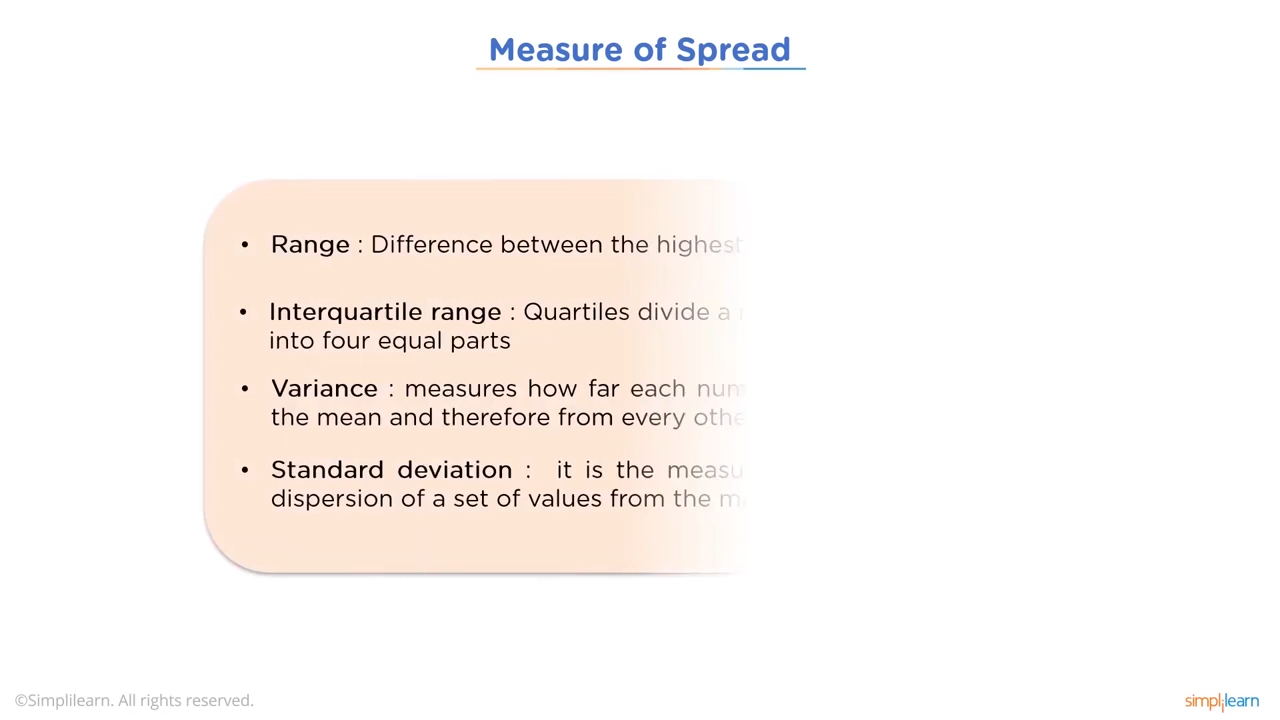 Measure of Spread
• Range : Difference between the highest
• Interquartile range : Quartiles divide a
into four equal parts
• Variance : measures how far each
the mean and therefore from every
• Standard deviation : it is the
dispersion of a set of values from the
©Simplilearn. All rights reserved.
simplilearn